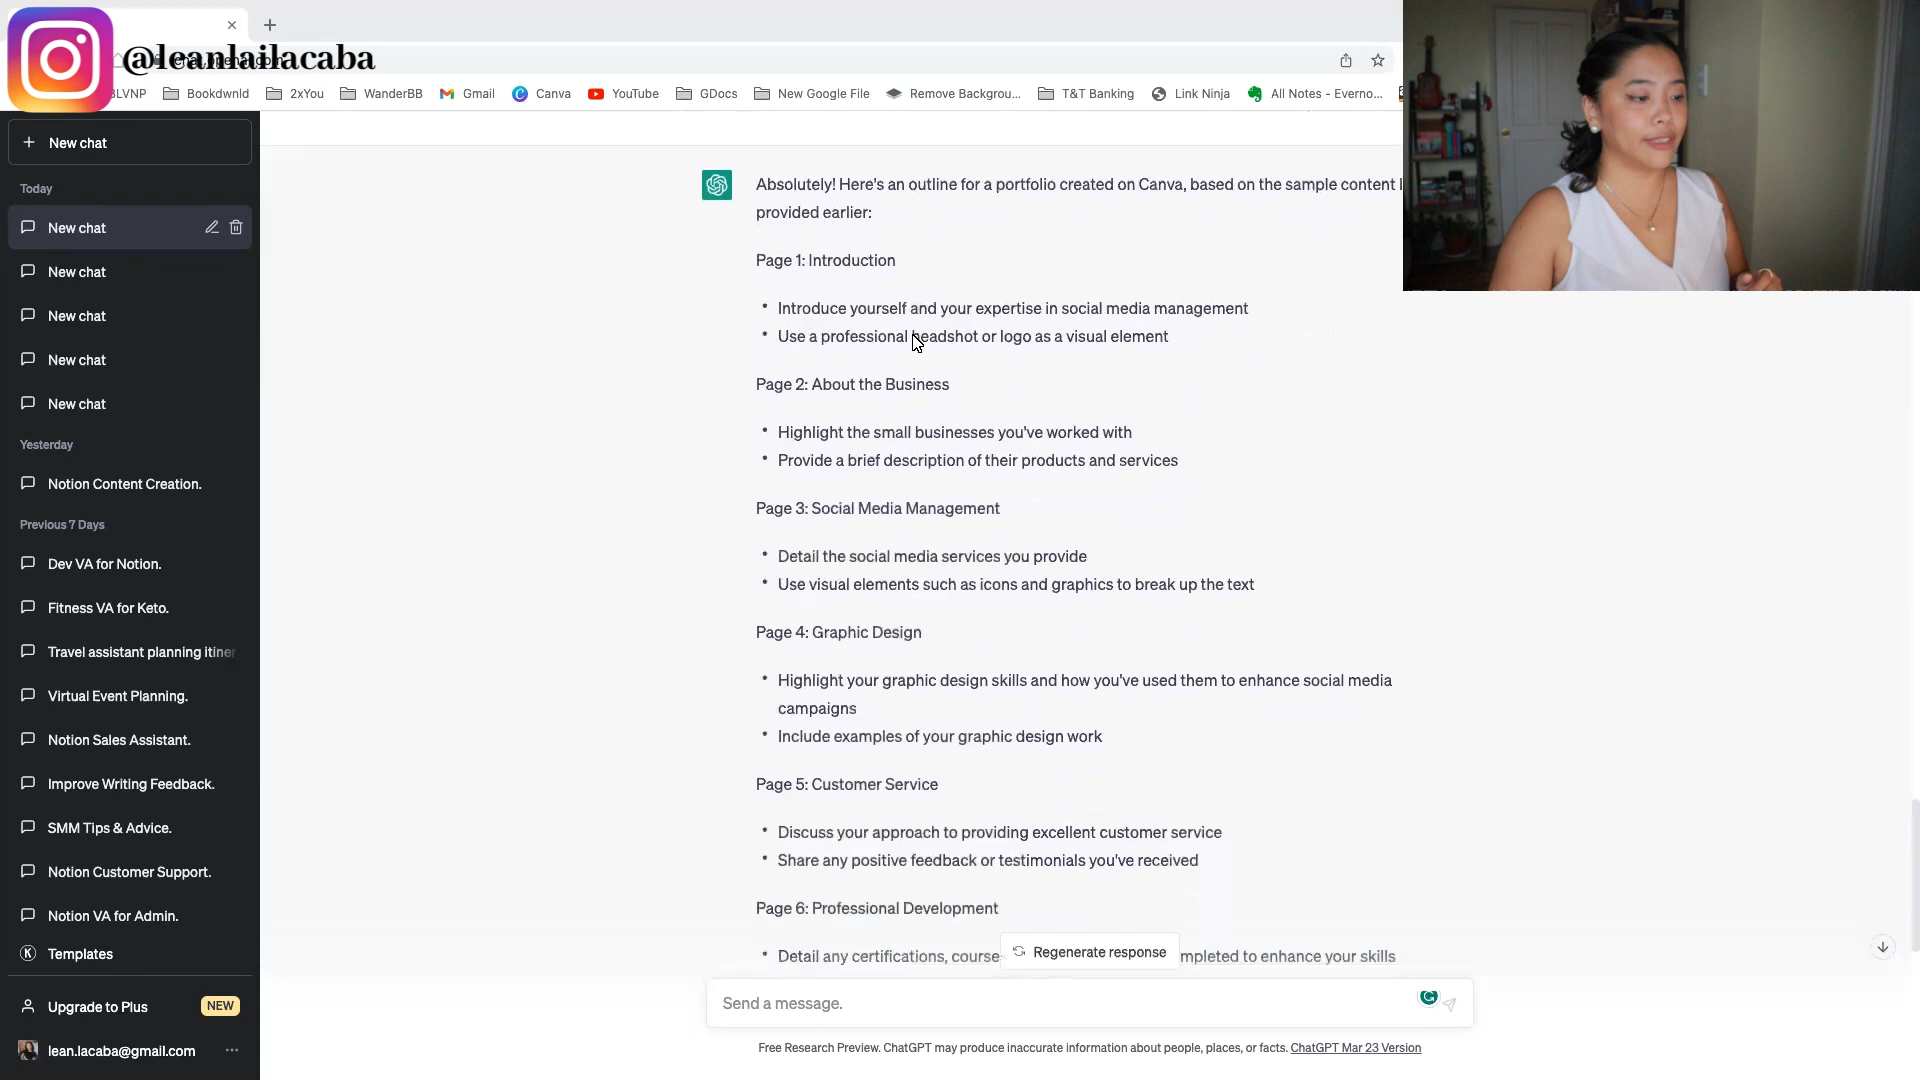 @leanlailacaba
BLVNP
Bookdwnld
2xYou
WanderBB
Gmail
Canva
YouTube
GDocs
New Google File
Remove Backgrou...
T&T Banking
Link Ninja
All Notes - Everno...
New chat
Today
New chat
New chat
New chat
New chat
New chat
Yesterday
Notion Content Creation.
Previous 7 Days
Dev VA for Notion.
Fitness VA for Keto.
Travel assistant planning itiner
Virtual Event Planning.
Notion Sales Assistant.
Improve Writing Feedback.
SMM Tips & Advice.
Notion Customer Support.
Notion VA for Admin.
Templates
Upgrade to Plus
NEW
lean.lacaba@gmail.com
Absolutely! Here's an outline for a portfolio created on Canva, based on the sample content I
provided earlier:
Page 1: Introduction
• Introduce yourself and your expertise in social media management
• Use a professional headshot or logo as a visual element
Page 2: About the Business
• Highlight the small businesses you've worked with
• Provide a brief description of their products and services
Page 3: Social Media Management
• Detail the social media services you provide
• Use visual elements such as icons and graphics to break up the text
Page 4: Graphic Design
• Highlight your graphic design skills and how you've used them to enhance social media
campaigns
• Include examples of your graphic design work
Page 5: Customer Service
• Discuss your approach to providing excellent customer service
• Share any positive feedback or testimonials you've received
Page 6: Professional Development
• Detail any certifications, course
mpleted to enhance your skills
Regenerate response
Send a message.
Free Research Preview. ChatGPT may produce inaccurate information about people, places, or facts. ChatGPT Mar 23 Version